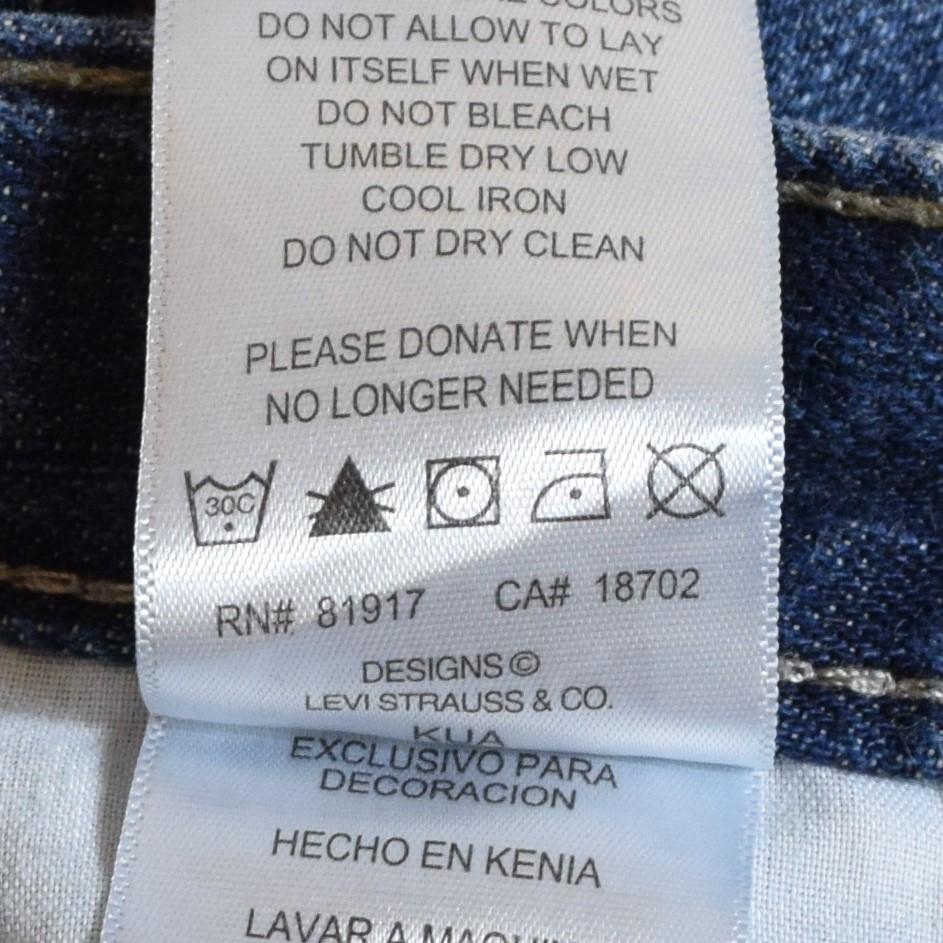 COLORS
DO NOT ALLOW TO LAY
ON ITSELF WHEN WET
DO NOT BLEACH
TUMBLE DRY LOW
COOL IRON
DO NOT DRY CLEAN
PLEASE DONATE WHEN
NO LONGER NEEDED
30C
RN# 81917 CA# 18702
DESIGNS©
LEVI STRAUSS & CO.
EXCLUSIVO PARA
DECORACION
HECHO EN KENIA
LAVAR A